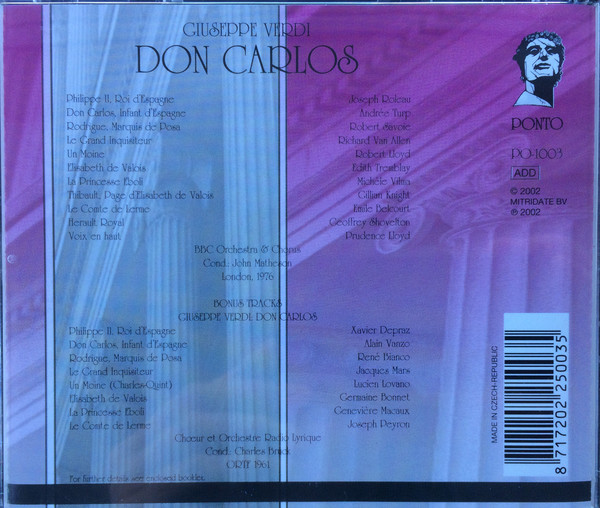 GIUSEPPE VERDI
DON CARLOS
Philippe II, Roi d'Espagne Joseph Roleau
Don Carlos, Infant d'Espagne Andrée Turp
Rodrigue, Marquis de Posa Robert Savoie
Le Grand Inquisiteur Richard Van Allen
Un Moine Robert Lloyd
Elisabeth de Valois Edith Tremblay
La Princesse Eboli Michèle Vilma
Thibault, Page d'Elisabeth de Valois Gillian Knight
Le Comte de Lerme Emile Belcourt
Herault Royal Geoffrey Shovelton
Voix en haut Prudence Lloyd
BBC Orchestra & Chorus
Cond.: John Matheson
London, 1976
BONUS TRACKS
GIUSEPPE VERDI: DON CARLOS
Philippe II, Roi d'Espagne Xavier Depraz
Don Carlos, Infant d'Espagne Alain Vanzo
Rodrigue, Marquis de Posa René Bianco
Le Grand Inquisiteur Jacques Mars
Un Moine (Charles-Quint) Lucien Lovano
Elisabeth de Valois Germaine Bonnet
La Princesse Eboli Geneviére Macaux
Le Comte de Lerme Joseph Peyron
Chœur et Orchestre Radio Lyrique
Cond: Charles Bruck
ORTF 1961
For further details see enclosed booklet.
PONTO
PO-1003
ADD
© 2002
MITRIDATE BV
℗ 2002
MADE IN CZECH-REPUBLIC
8 717202 250035